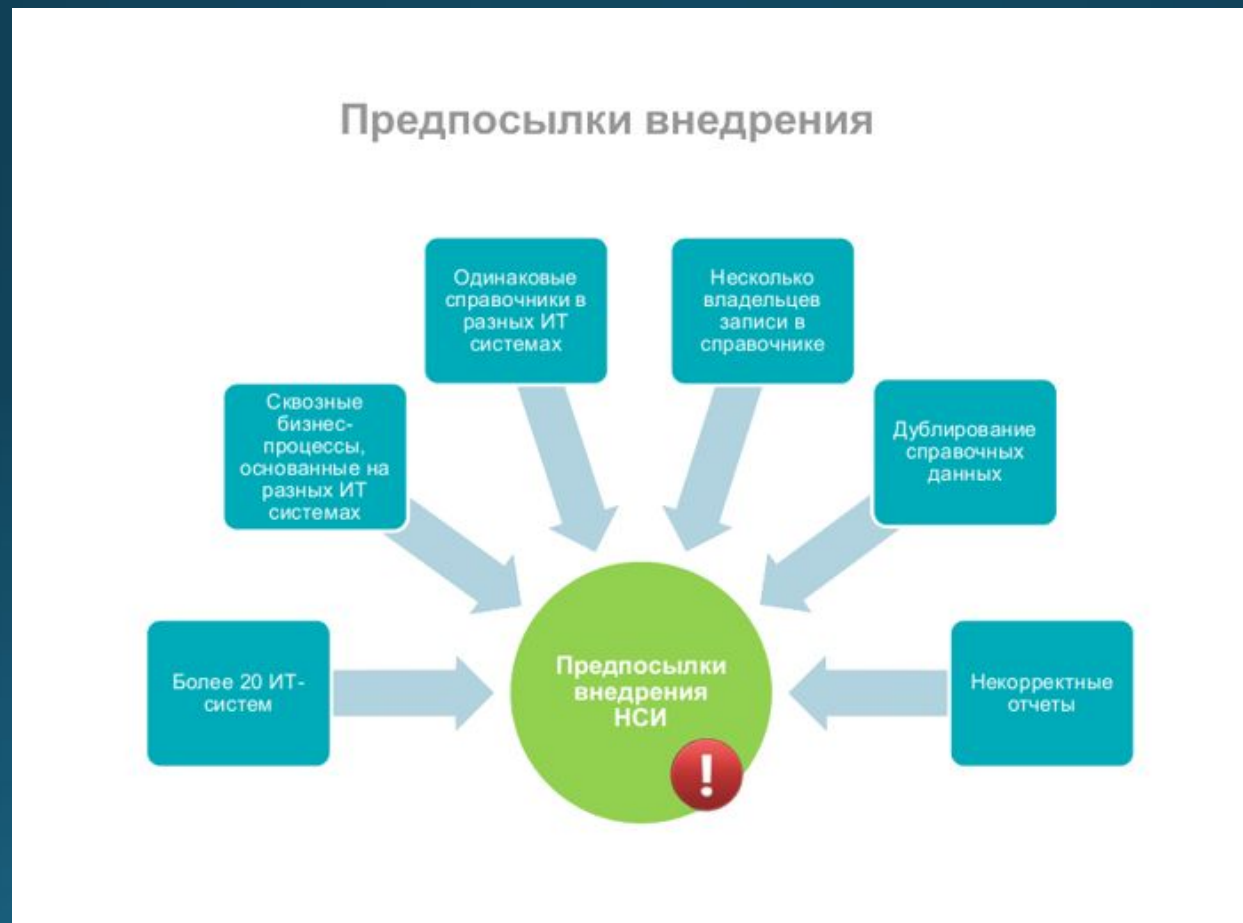 Предпосылки внедрения
Одинаковые
справочники в
разных ИТ
системах
Несколько
владельцев
записи в
справочнике
Сквозные
бизнес-
процессы,
основанные на
разных ИТ
системах
Дублирование
справочных
данных
Более 20 ИТ-
систем
Предпосылки
внедрения
НСИ
!
Некорректные
отчеты